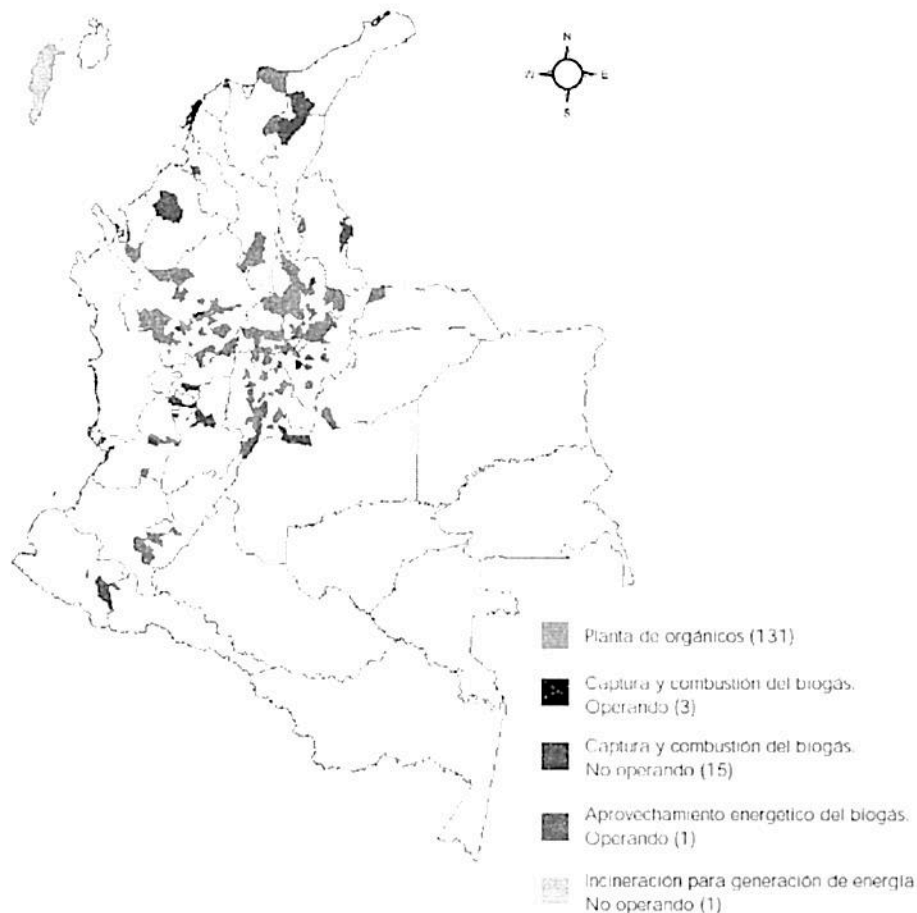 N
W E
S
Planta de orgánicos (131)
Captura y combustión del biogás.
Operando (3)
Captura y combustión del biogás.
No operando (15)
Aprovechamiento energético del biogás.
Operando (1)
Incineración para generación de energía
No operando (1)